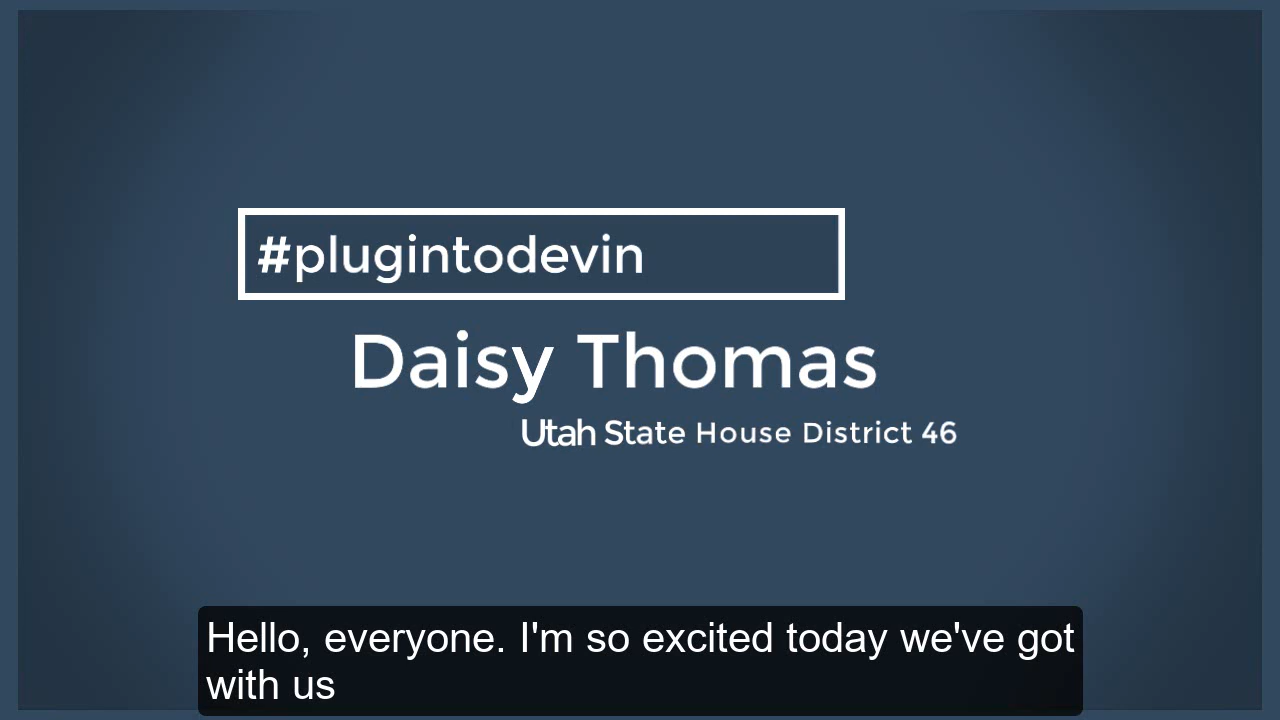 #plugintodevin
Daisy Thomas
Utah State House District 46
Hello, everyone. I'm so excited today we've got
with us